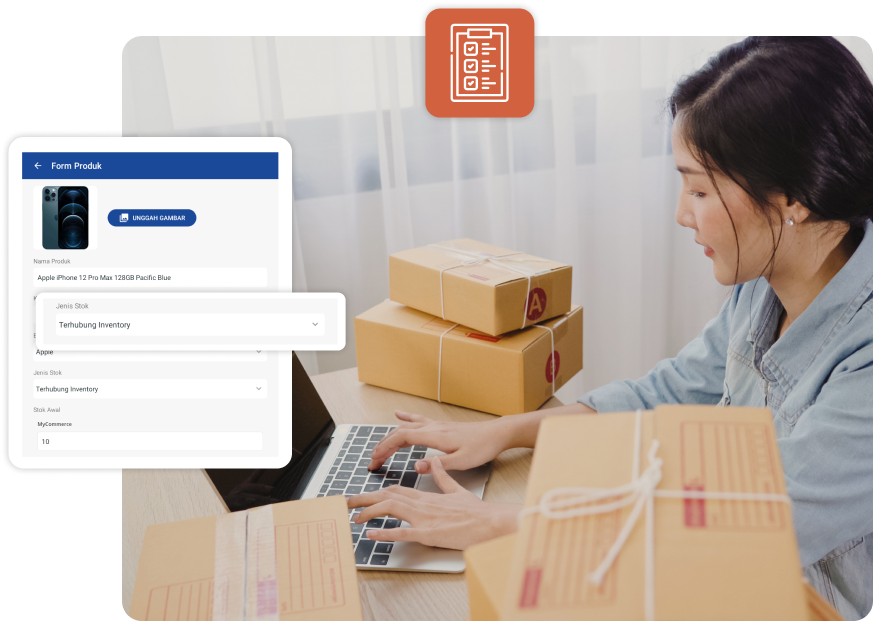 Form Produk
UNGGAH GAMBAR
Nama Produk
Apple iPhone 12 Pro Max 128GB Pacific Blue
Jenis Stok
Terhubung Inventory
Apple
Jenis Stok
Terhubung Inventory
Stok Awal
MyCommerce
10
A